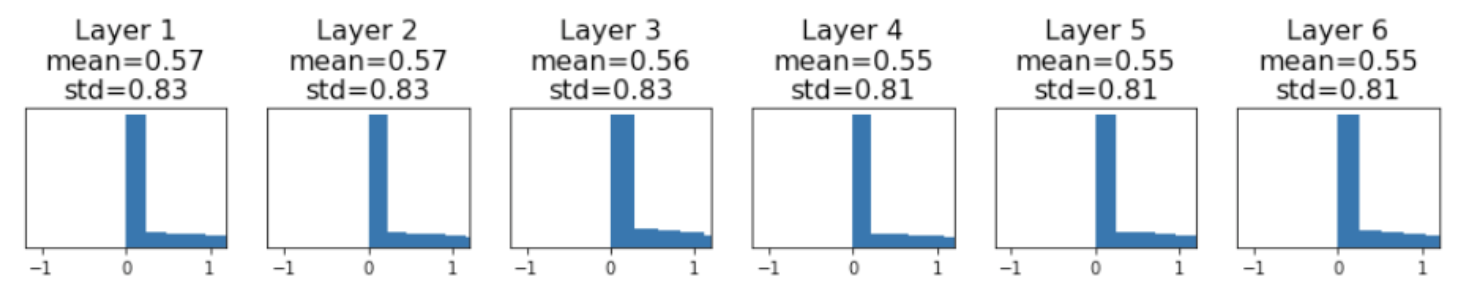 Layer 1
mean=0.57
std=0.83
−1 0 1
Layer 2
mean=0.57
std=0.83
−1 0 1
Layer 3
mean=0.56
std=0.83
−1 0 1
Layer 4
mean=0.55
std=0.81
−1 0 1
Layer 5
mean=0.55
std=0.81
−1 0 1
Layer 6
mean=0.55
std=0.81
−1 0 1